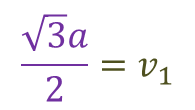 √3a/2 = v₁